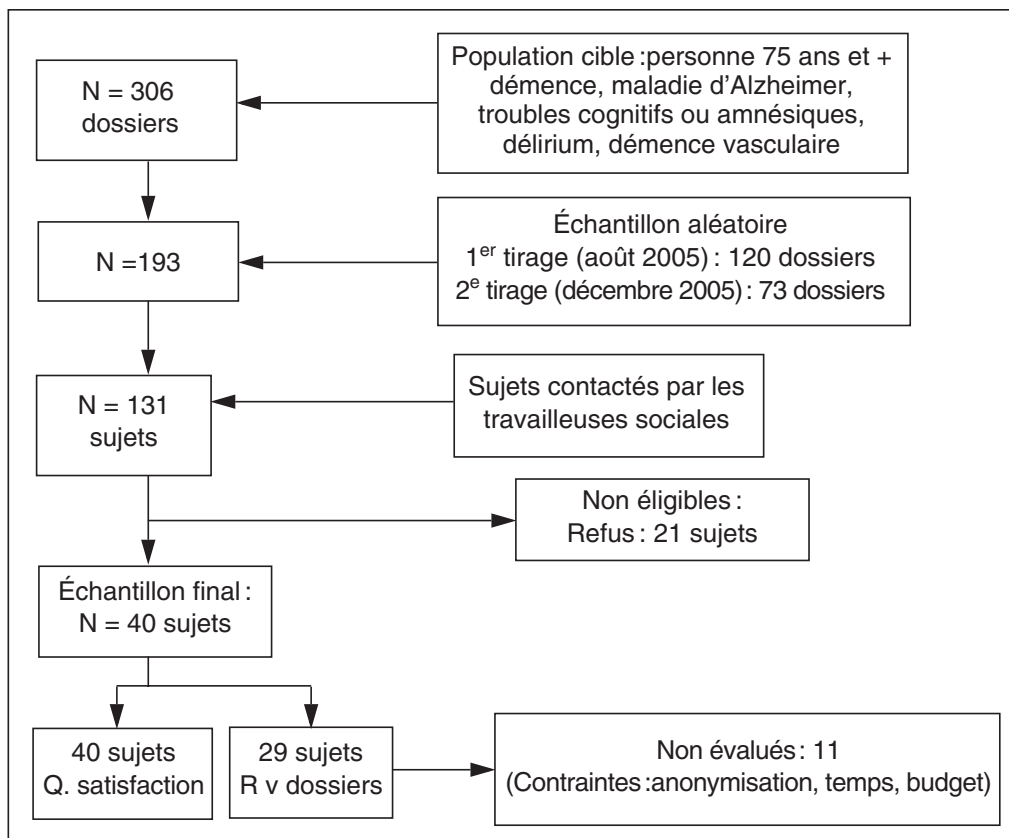 Population cible :personne 75 ans et +
démence, maladie d’Alzheimer,
troubles cognitifs ou amnésiques,
délirium, démence vasculaire
N = 306
dossiers
Échantillon aléatoire
1er tirage (août 2005) : 120 dossiers
2e tirage (décembre 2005) : 73 dossiers
N =193
Sujets contactés par les
travailleuses sociales
N = 131
sujets
Non éligibles :
Refus : 21 sujets
Échantillon final :
N = 40 sujets
40 sujets
Q. satisfaction
29 sujets
R v dossiers
Non évalués : 11
(Contraintes :anonymisation, temps, budget)